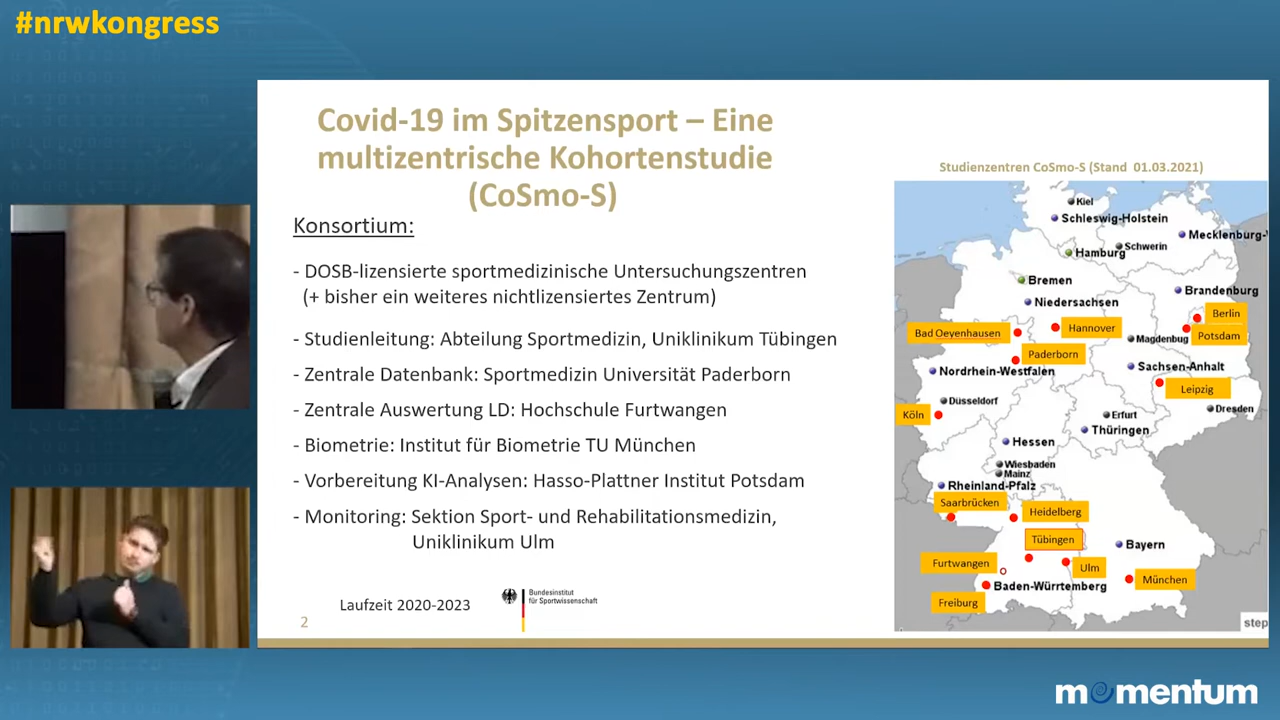 #nrwkongress
Covid-19 im Spitzensport – Eine
multizentrische Kohortenstudie
(CoSmo-S)
Konsortium:
- DOSB-lizensierte sportmedizinische Untersuchungszentren
(+ bisher ein weiteres nichtlizensiertes Zentrum)
- Studienleitung: Abteilung Sportmedizin, Uniklinikum Tübingen
- Zentrale Datenbank: Sportmedizin Universität Paderborn
- Zentrale Auswertung LD: Hochschule Furtwangen
- Biometrie: Institut für Biometrie TU München
- Vorbereitung KI-Analysen: Hasso-Plattner Institut Potsdam
- Monitoring: Sektion Sport- und Rehabilitationsmedizin,
Uniklinikum Ulm
Laufzeit 2020-2023
Bundesinstitut
für Sportwissenschaft
2
Studienzentren CoSmo-S (Stand 01.03.2021)
Kiel
Schleswig-Holstein
Mecklenburg-V
Schwerin
Hamburg
Bremen
Brandenburg
Niedersachsen
Berlin
Bad Oeyenhausen
Hannover
Potsdam
Magdenbug
Paderborn
Sachsen-Anhalt
Nordrhein-Westfalen
Leipzig
Düsseldorf
Dresden
Köln
Erfurt
Thüringen
Hessen
Wiesbaden
Mainz
Rheinland-Pfalz
Saarbrücken
Heidelberg
Tübingen
Bayern
Furtwangen
Ulm
München
Baden-Würrtemberg
Freiburg
step
momentum